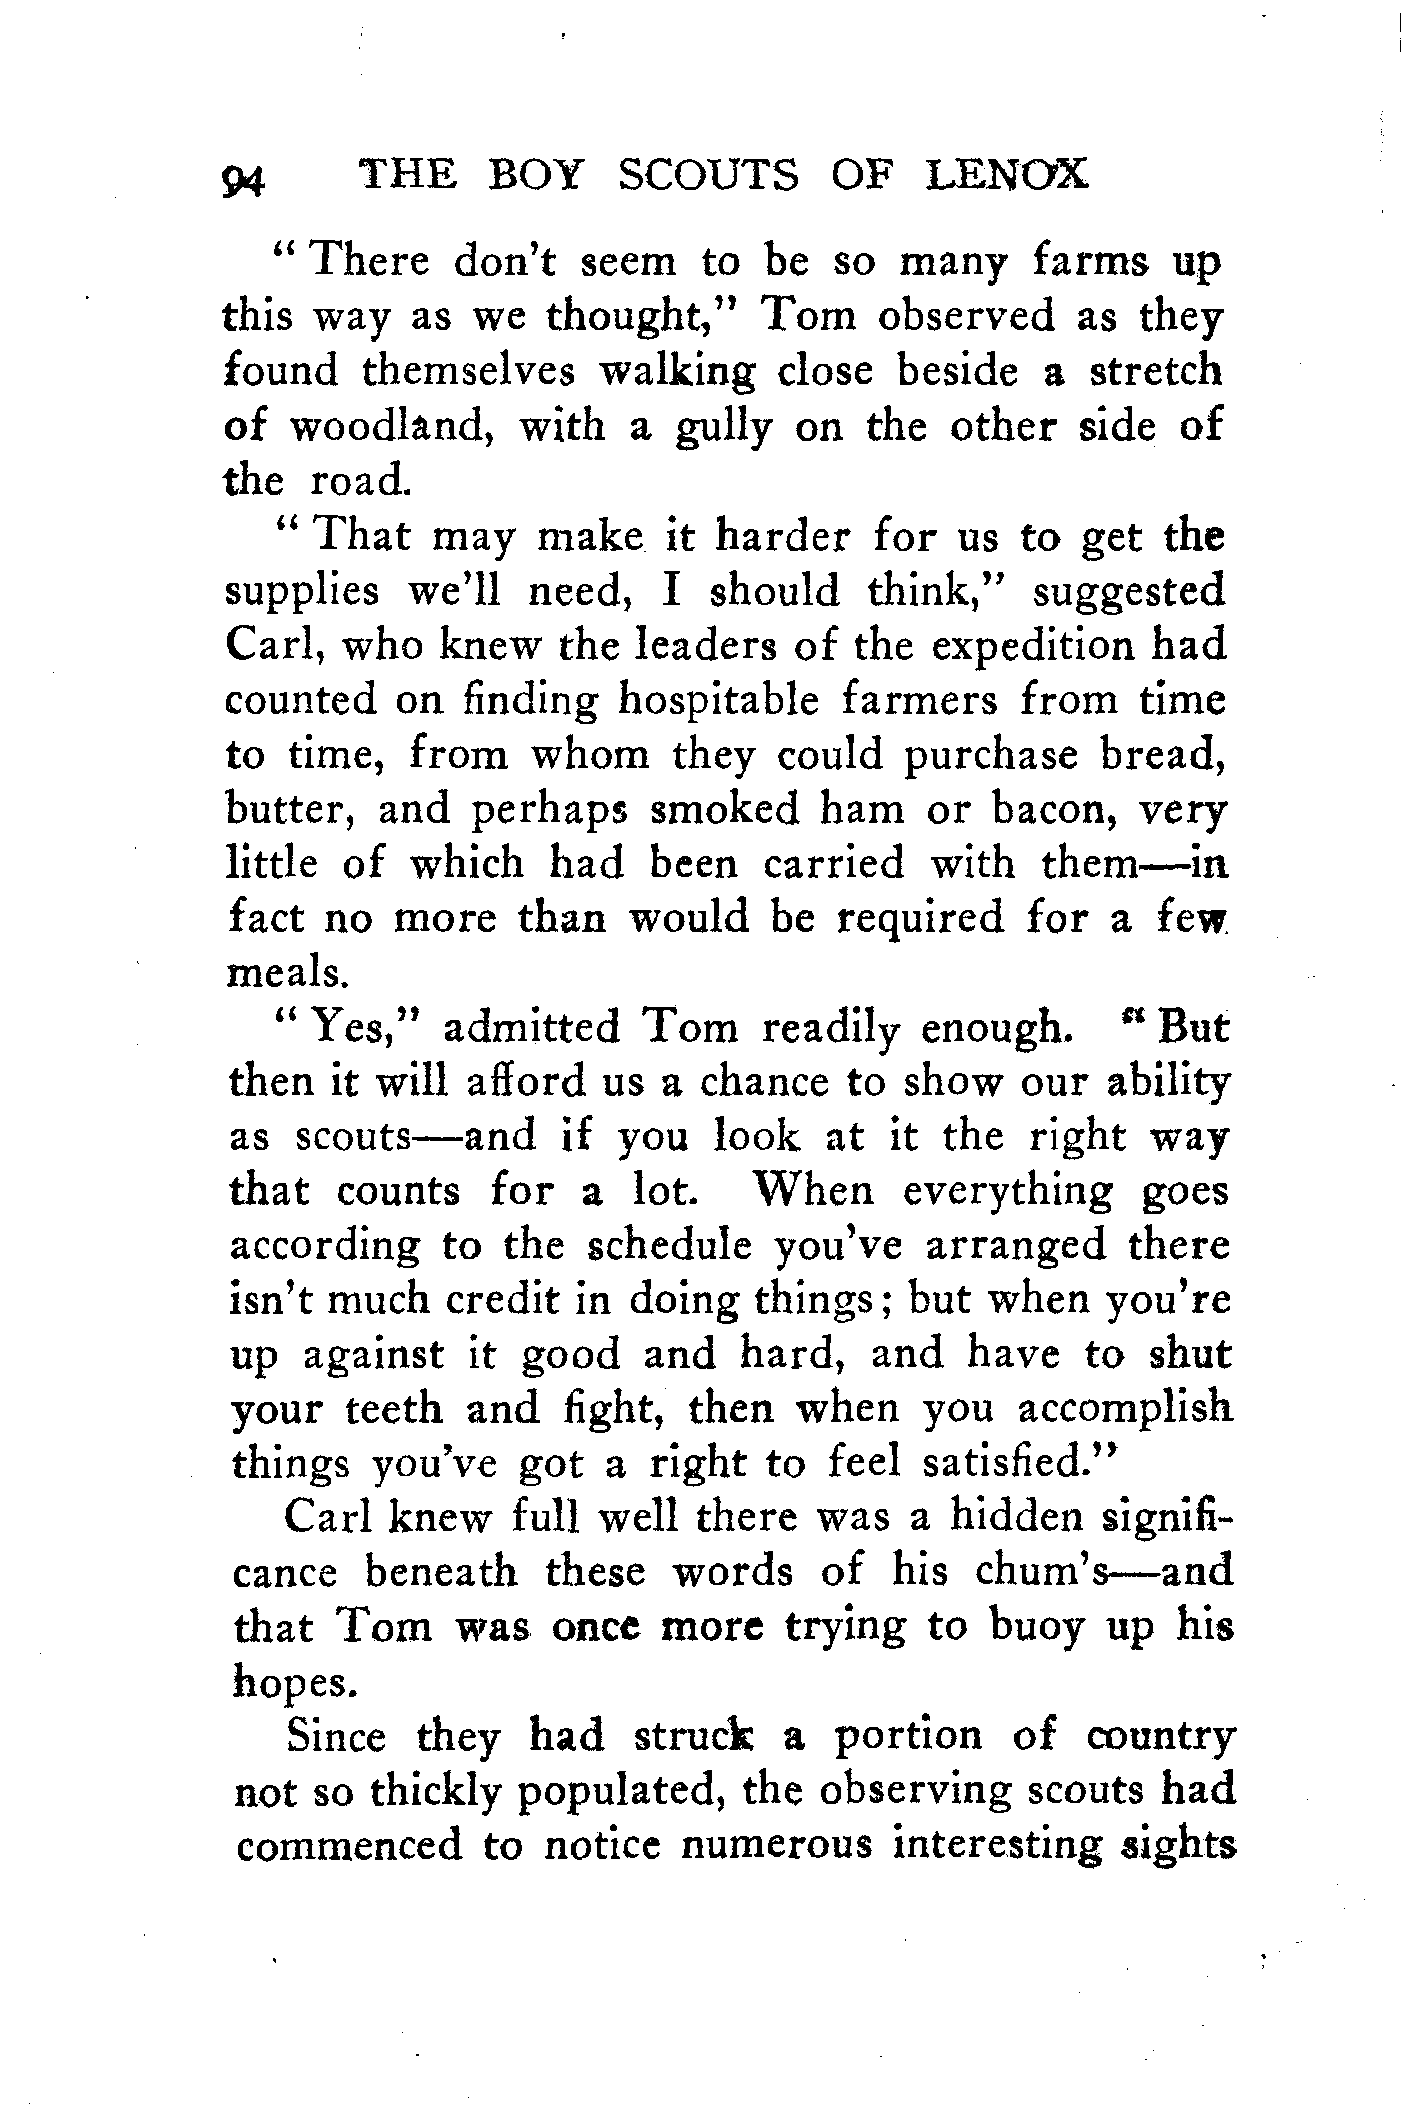 94 THE BOY SCOUTS OF LENOX
" There don't seem to be so many farms up
this way as we thought," Tom observed as they
found themselves walking close beside a stretch
of woodland, with a gully on the other side of
the road.
" That may make it harder for us to get the
supplies we'll need, I should think," suggested
Carl, who knew the leaders of the expedition had
counted on finding hospitable farmers from time
to time, from whom they could purchase bread,
butter, and perhaps smoked ham or bacon, very
little of which had been carried with them—in
fact no more than would be required for a few
meals.
" Yes," admitted Tom readily enough. " But
then it will afford us a chance to show our ability
as scouts—and if you look at it the right way
that counts for a lot. When everything goes
according to the schedule you've arranged there
isn't much credit in doing things; but when you're
up against it good and hard, and have to shut
your teeth and fight, then when you accomplish
things you've got a right to feel satisfied."
Carl knew full well there was a hidden signifi-
cance beneath these words of his chum's—and
that Tom was once more trying to buoy up his
hopes.
Since they had struck a portion of country
not so thickly populated, the observing scouts had
commenced to notice numerous interesting sights